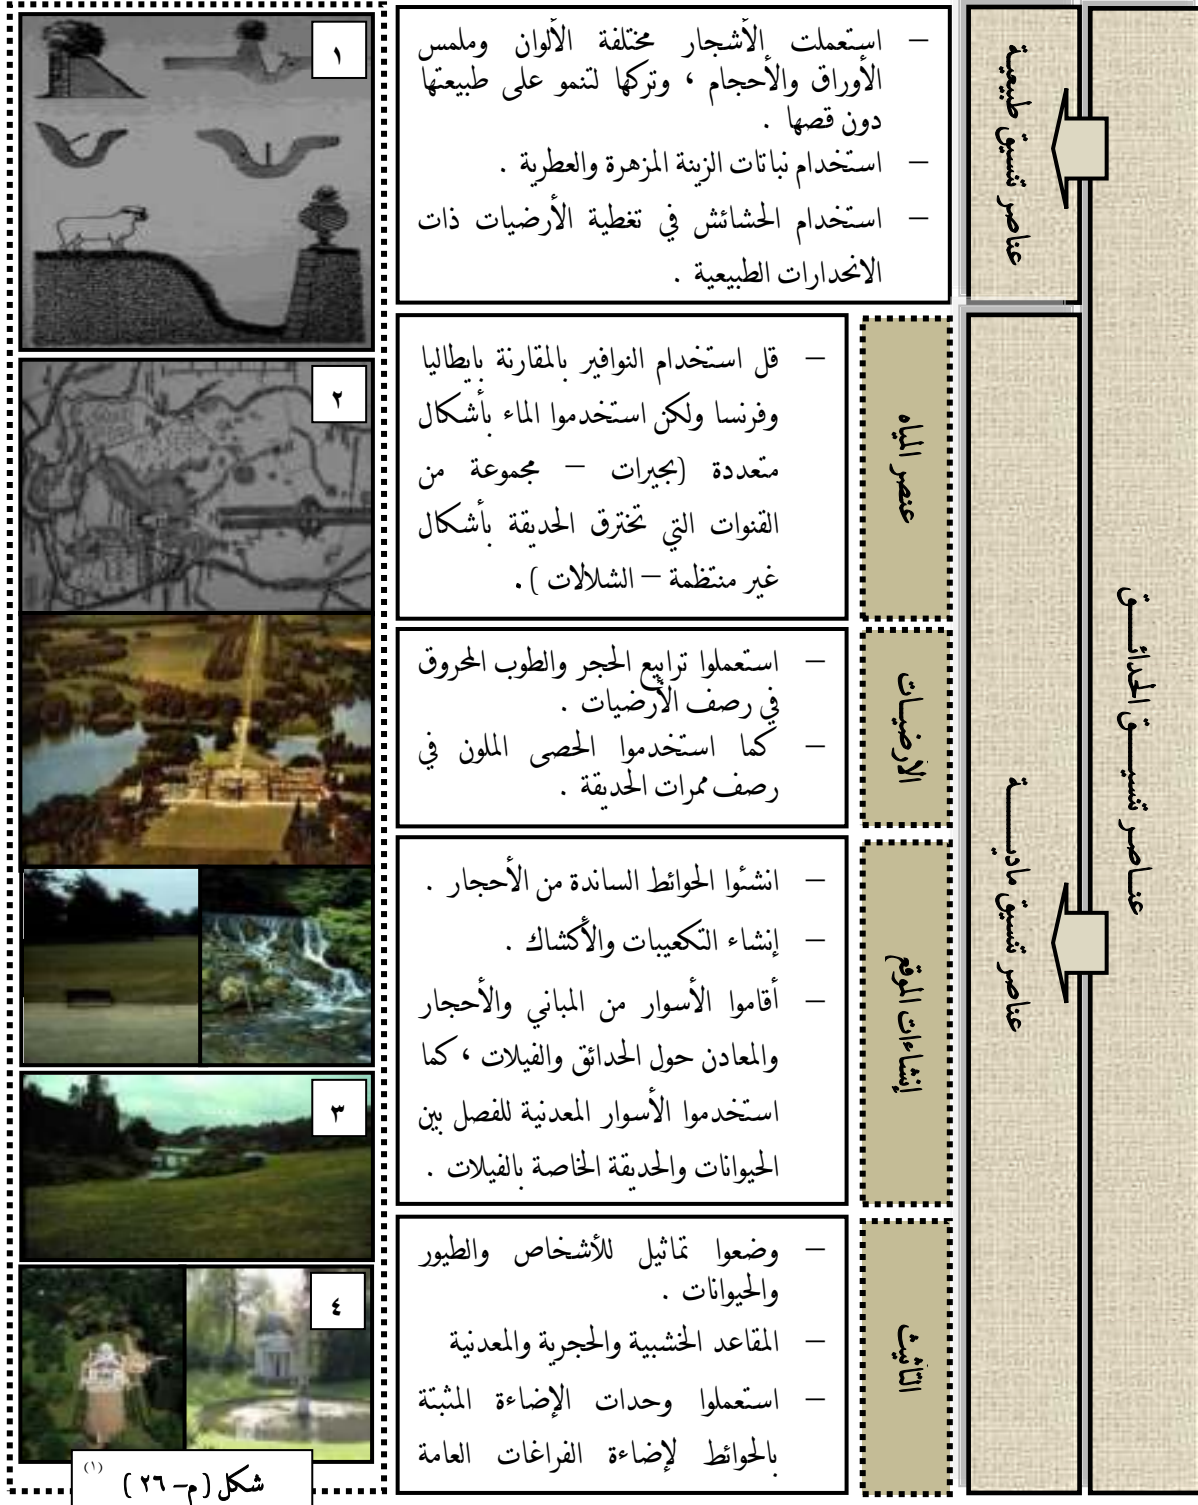 عناصر تنسيق الحدائق
عناصر تنسيق طبيعية
– استعملت الأشجار مختلفة الألوان وملمس
الأوراق والأحجام ، وتركها لتنمو على طبيعتها
دون قصها .
– استخدام نباتات الزينة المزهرة والعطرية .
– استخدام الحشائش في تغطية الأرضيات ذات
الانحدارات الطبيعية .
عناصر تنسيق مادية
عنصر المياه
– قل استخدام النوافير بالمقارنة بايطاليا
وفرنسا ولكن استخدموا الماء بأشكال
متعددة (بحيرات – مجموعة من
القنوات التي تخترق الحديقة بأشكال
غير منتظمة – الشلالات ) .
الأرضيات
– استعملوا ترابيع الحجر والطوب المحروق
في رصف الأرضيات .
– كما استخدموا الحصى الملون في
رصف ممرات الحديقة .
إنشاءات الموقع
– انشئوا الحوائط الساندة من الأحجار .
– إنشاء التكعيبات والأكشاك .
– أقاموا الأسوار من المباني والأحجار
والمعادن حول الحدائق والفيلات ، كما
استخدموا الأسوار المعدنية للفصل بين
الحيوانات والحديقة الخاصة بالفيلات .
التأثيث
– وضعوا تماثيل للأشخاص والطيور
والحيوانات .
– المقاعد الخشبية والحجرية والمعدنية
– استعملوا وحدات الإضاءة المثبتة
بالحوائط لإضاءة الفراغات العامة
١
٢
٣
٤
شكل ( م– ٢٦ ) (١)